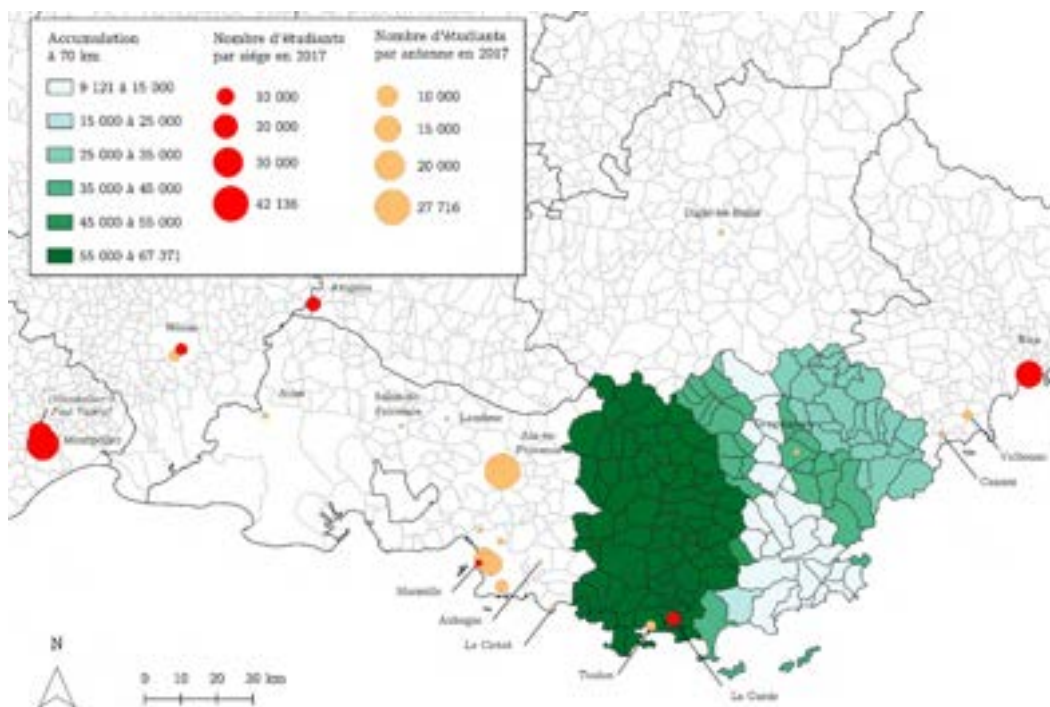 Accumulation
à 70 km
9 121 à 15 000
15 000 à 25 000
25 000 à 35 000
35 000 à 45 000
45 000 à 55 000
55 000 à 67 371
Nombre d'étudiants
par siège en 2017
10 000
20 000
30 000
42 136
Nombre d'étudiants
par antenne en 2017
10 000
15 000
20 000
27 716
Digne-les-Bains
Avignon
Nîmes
Nice
Arles
Salon-de-
Provence
Lambesc
Aix-en-
Provence
Montpellier
Draguignan
Valbonne
Cannes
Marseille
Aubagne
La Ciotat
Toulon
La Garde
N
0 10 20 30 km